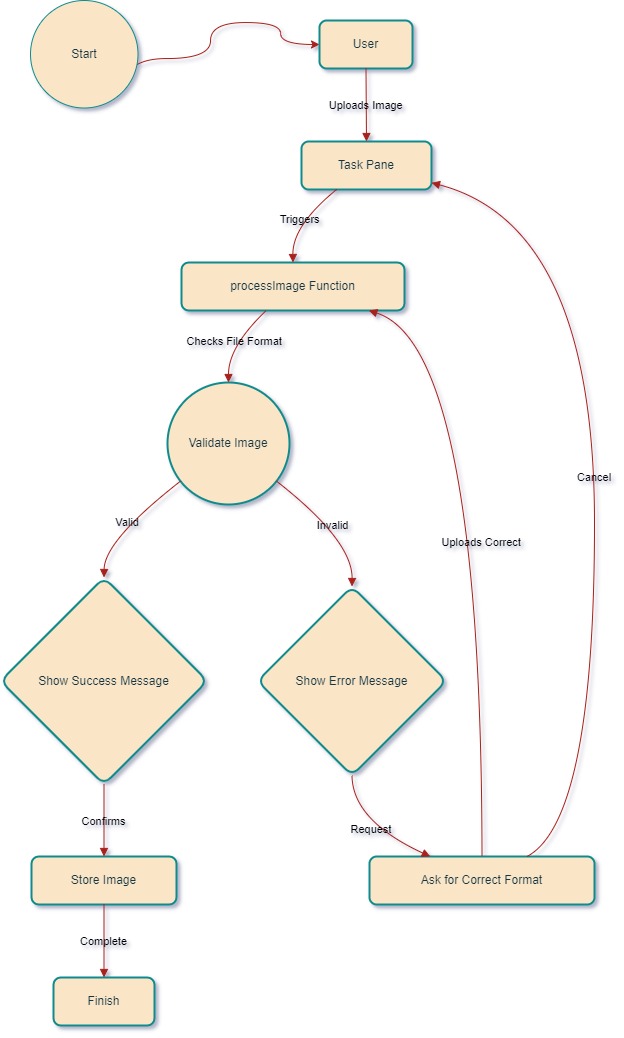 Start
User
Uploads Image
Task Pane
Triggers
processImage Function
Checks File Format
Validate Image
Cancel
Valid
Invalid
Uploads Correct
Show Success Message
Show Error Message
Confirms
Request
Store Image
Ask for Correct Format
Complete
Finish